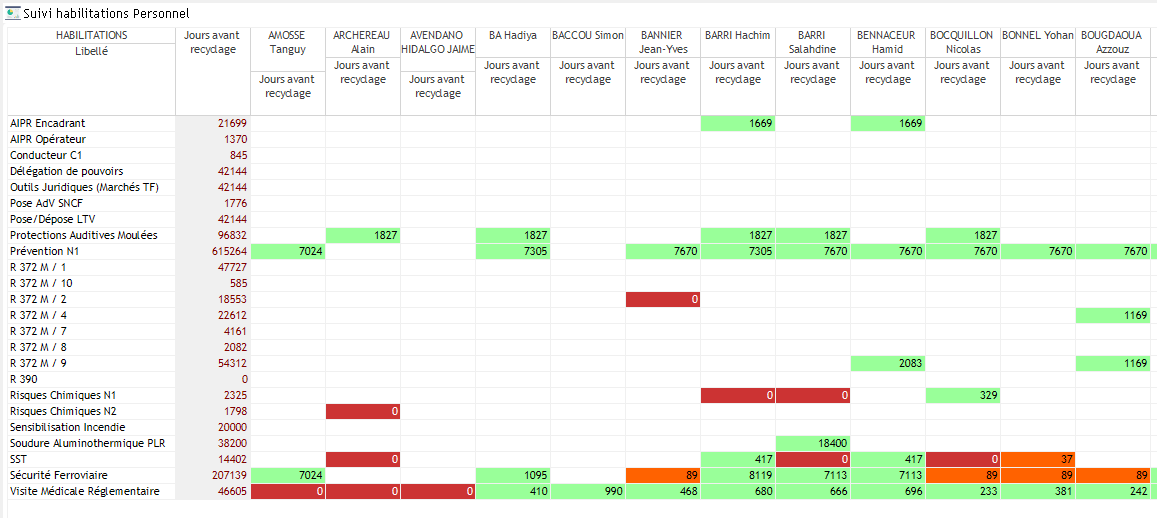 Suivi habilitations Personnel
HABILITATIONS Jours avant AMOSSE ARCHEREAU AVENDANO BA Hadiya BACCOU Simon BANNIER BARRI Hachim BARRI BENNACEUR BOCQUILLON BONNEL Yohan BOUGDAOUA
Libellé recyclage Tanguy Alain HIDALGO JAIME Jean-Yves Salahdine Hamid Nicolas Azzouz
Jours avant Jours avant Jours avant Jours avant Jours avant Jours avant Jours avant Jours avant Jours avant Jours avant Jours avant Jours avant
recyclage recyclage recyclage recyclage recyclage recyclage recyclage recyclage recyclage recyclage recyclage recyclage
AIPR Encadrant 21699 1669 1669
AIPR Opérateur 1370
Conducteur C1 845
Délégation de pouvoirs 42144
Outils Juridiques (Marchés TF) 42144
Pose AdV SNCF 1776
Pose/Dépose LTV 42144
Protections Auditives Moulées 96832 1827 1827 1827 1827 1827
Prévention N1 615264 7024 7305 7670 7305 7670 7670 7670 7670 7670
R 372 M / 1 47727
R 372 M / 10 585
R 372 M / 2 18553 0
R 372 M / 4 22612 1169
R 372 M / 7 4161
R 372 M / 8 2082
R 372 M / 9 54312 2083 1169
R 390 0
Risques Chimiques N1 2325 0 0 329
Risques Chimiques N2 1798 0
Sensibilisation Incendie 20000
Soudure Aluminothermique PLR 38200 18400
SST 14402 0 417 0 417 0 37
Sécurité Ferroviaire 207139 7024 1095 89 8119 7113 7113 89 89 89
Visite Médicale Réglementaire 46605 0 0 0 410 990 468 680 666 696 233 381 242